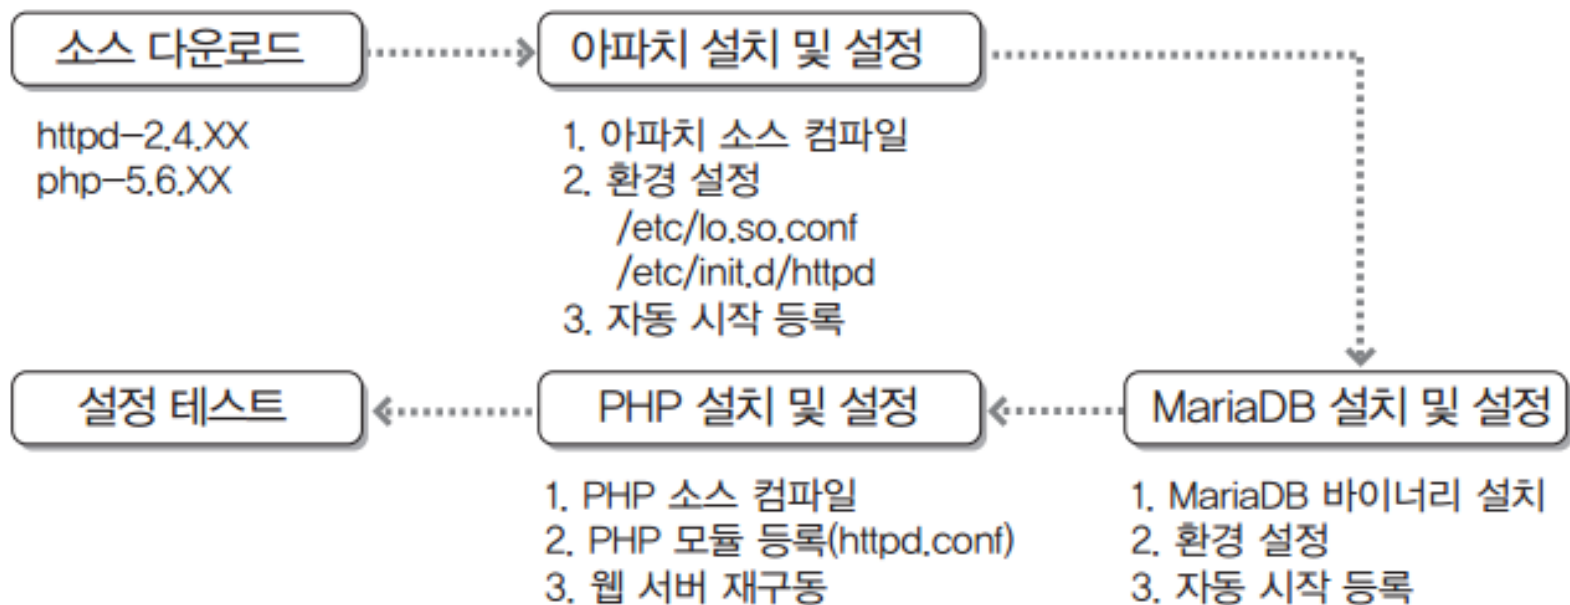 소스 다운로드
httpd-2.4.XX
php-5.6.XX
아파치 설치 및 설정
1. 아파치 소스 컴파일
2. 환경 설정
/etc/lo.so.conf
/etc/init.d/httpd
3. 자동 시작 등록
MariaDB 설치 및 설정
1. MariaDB 바이너리 설치
2. 환경 설정
3. 자동 시작 등록
PHP 설치 및 설정
1. PHP 소스 컴파일
2. PHP 모듈 등록(httpd.conf)
3. 웹 서버 재구동
설정 테스트